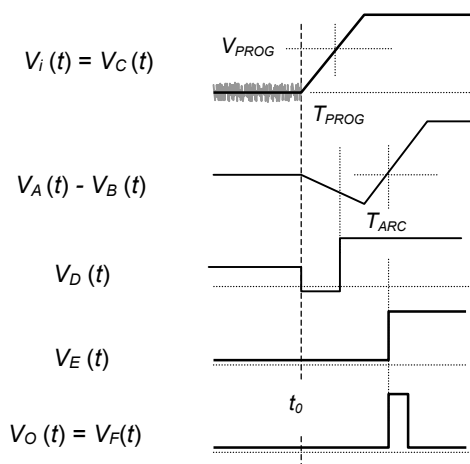 V_i (t) = V_C (t)
V_PROG
T_PROG
V_A (t) - V_B (t)
T_ARC
V_D (t)
V_E (t)
t_0
V_O (t) = V_F(t)